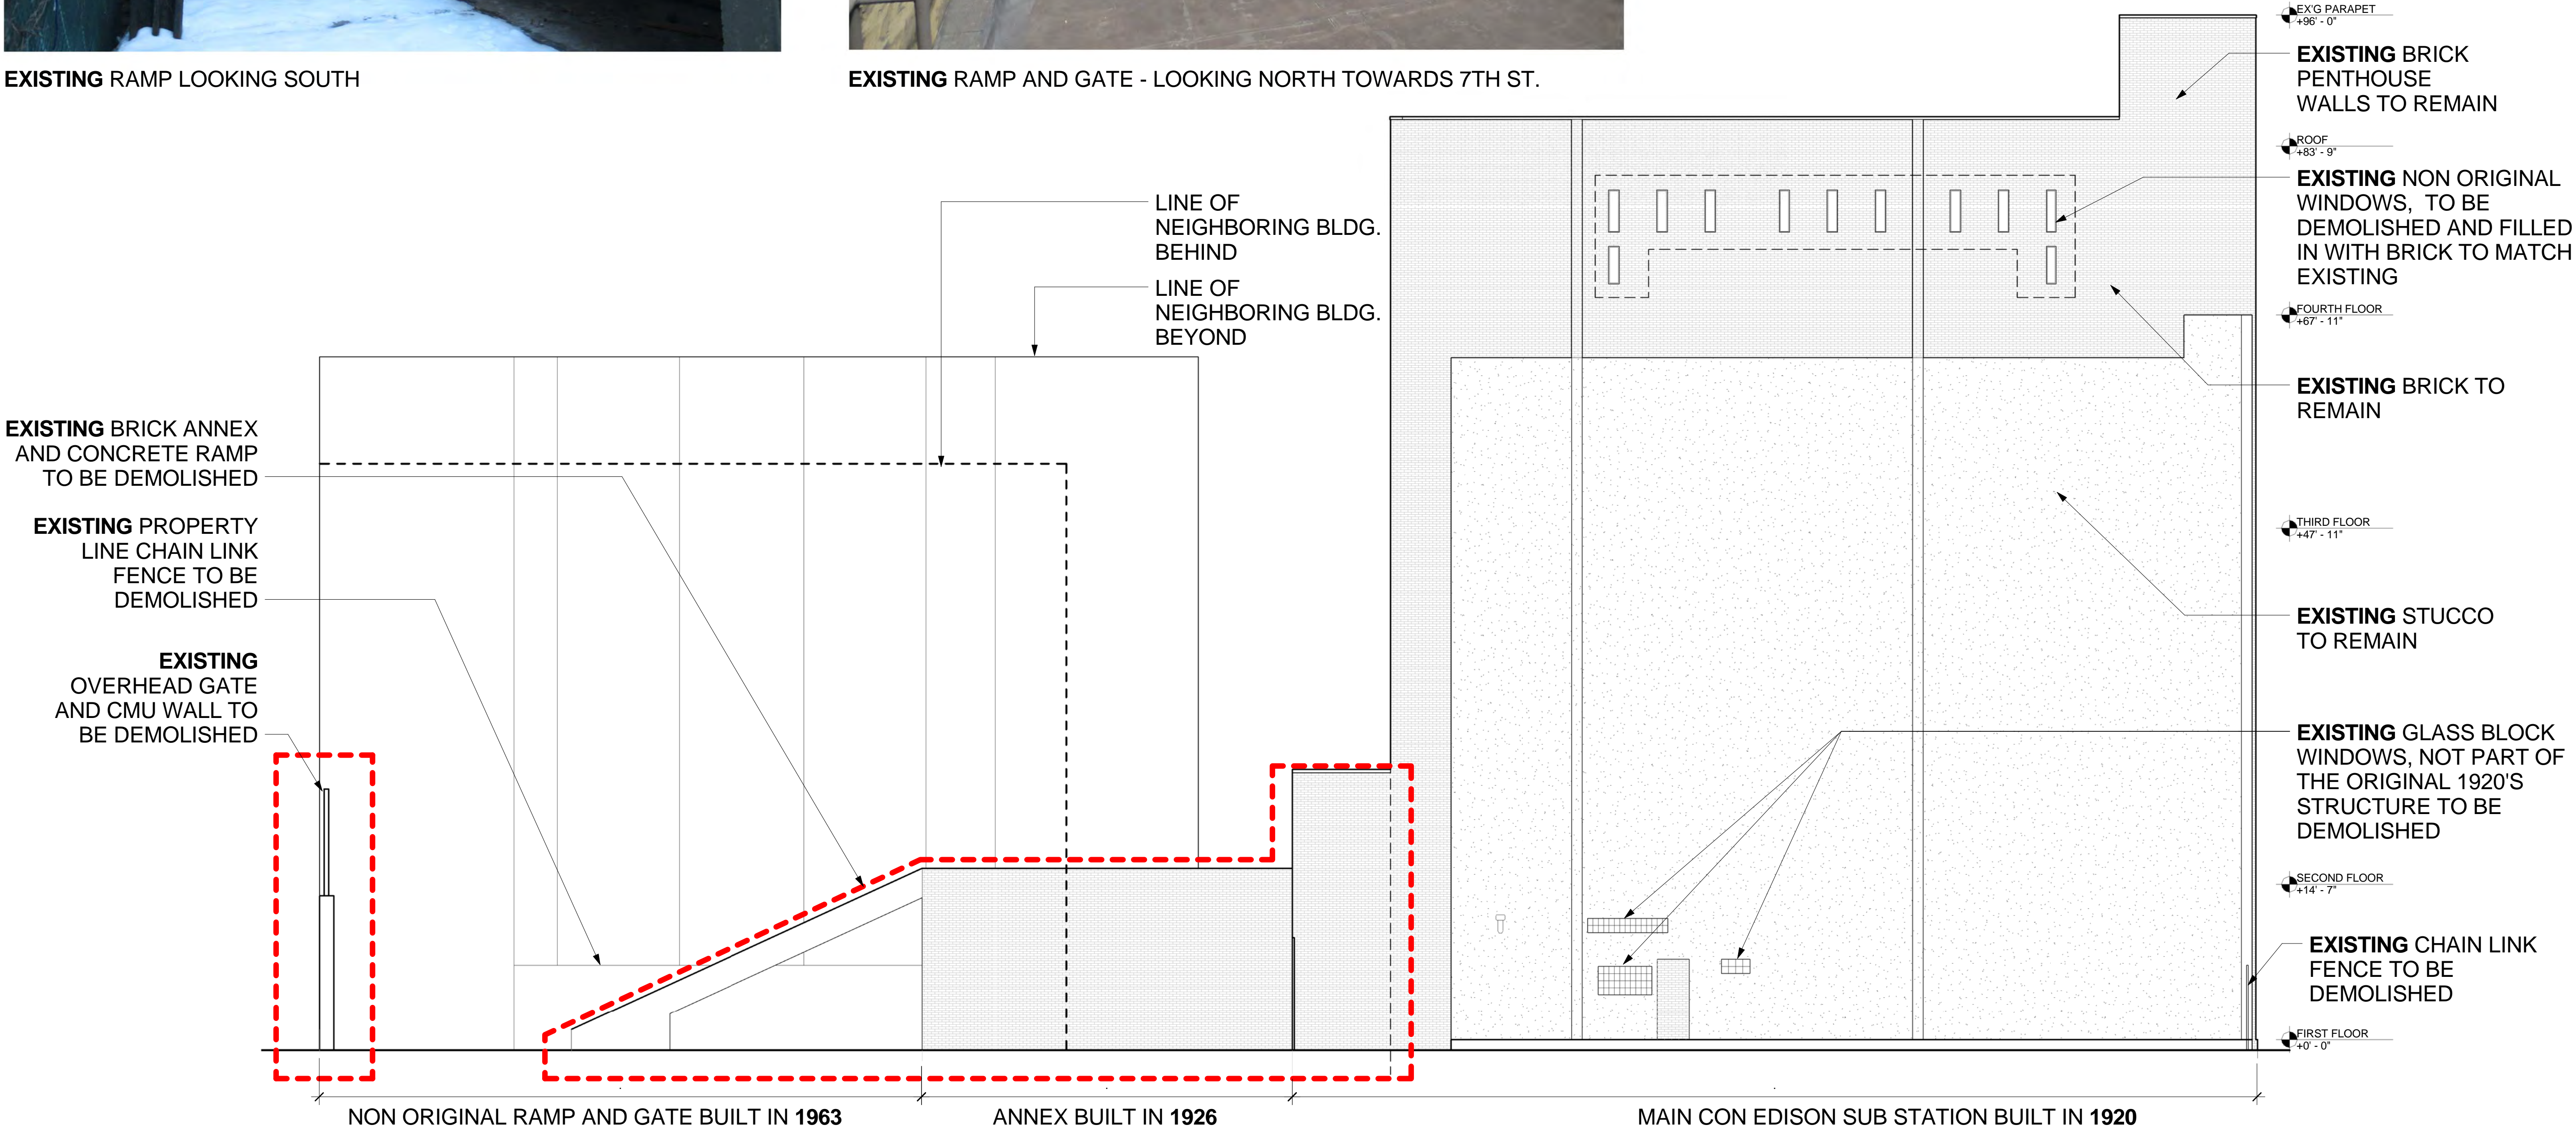 EXISTING RAMP LOOKING SOUTH
EXISTING RAMP AND GATE - LOOKING NORTH TOWARDS 7TH ST.
EX'G PARAPET
+96' - 0"
EXISTING BRICK
PENTHOUSE
WALLS TO REMAIN
ROOF
+83' - 9"
EXISTING NON ORIGINAL
WINDOWS, TO BE
DEMOLISHED AND FILLED
IN WITH BRICK TO MATCH
EXISTING
FOURTH FLOOR
+67' - 11"
EXISTING BRICK TO
REMAIN
THIRD FLOOR
+47' - 11"
EXISTING STUCCO
TO REMAIN
EXISTING GLASS BLOCK
WINDOWS, NOT PART OF
THE ORIGINAL 1920'S
STRUCTURE TO BE
DEMOLISHED
SECOND FLOOR
+14' - 7"
EXISTING CHAIN LINK
FENCE TO BE
DEMOLISHED
FIRST FLOOR
+0' - 0"
LINE OF
NEIGHBORING BLDG.
BEHIND
LINE OF
NEIGHBORING BLDG.
BEYOND
EXISTING BRICK ANNEX
AND CONCRETE RAMP
TO BE DEMOLISHED
EXISTING PROPERTY
LINE CHAIN LINK
FENCE TO BE
DEMOLISHED
EXISTING
OVERHEAD GATE
AND CMU WALL TO
BE DEMOLISHED
NON ORIGINAL RAMP AND GATE BUILT IN 1963
ANNEX BUILT IN 1926
MAIN CON EDISON SUB STATION BUILT IN 1920